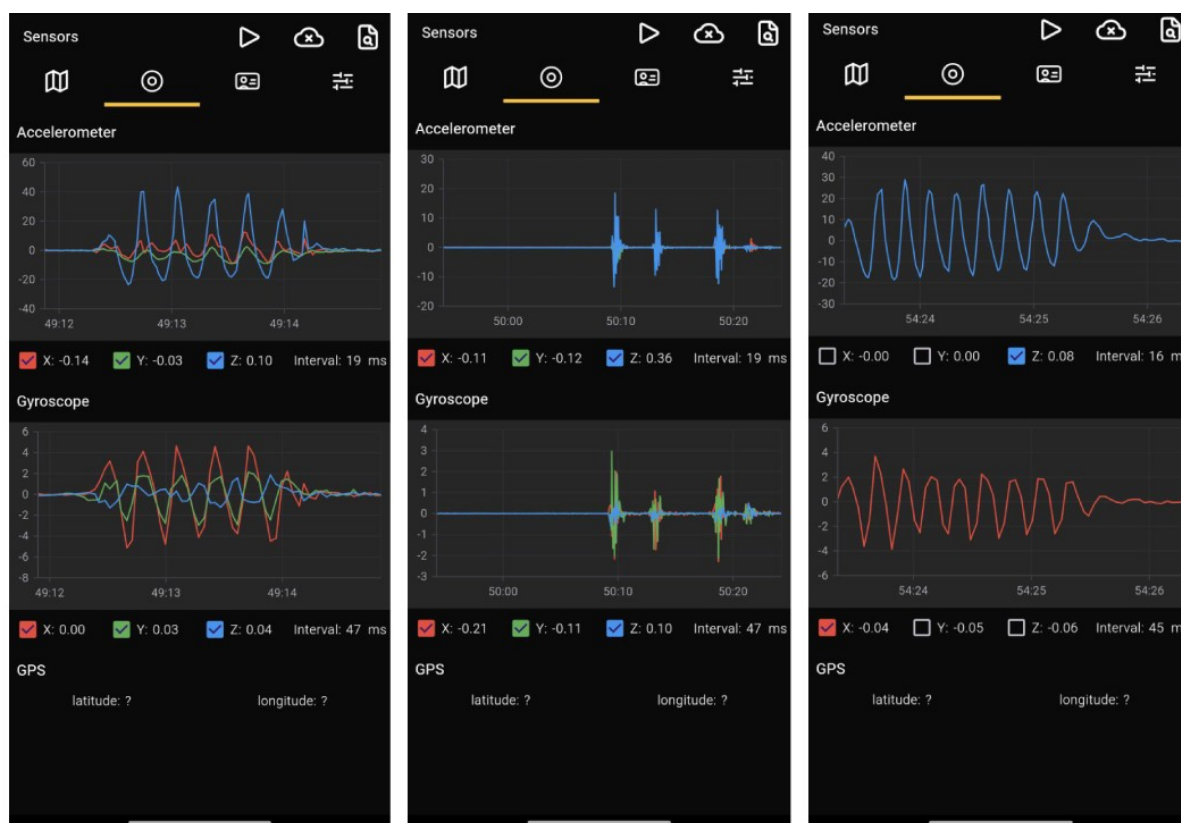 Sensors
Accelerometer
60
40
20
0
-20
-40
49:12 49:13 49:14
X: -0.14 Y: -0.03 Z: 0.10 Interval: 19 ms
Gyroscope
6
4
2
0
-2
-4
-6
-8
49:12 49:13 49:14
X: 0.00 Y: 0.03 Z: 0.04 Interval: 47 ms
GPS
latitude: ? longitude: ?
Sensors
Accelerometer
30
20
10
0
-10
-20
50:00 50:10 50:20
X: -0.11 Y: -0.12 Z: 0.36 Interval: 19 ms
Gyroscope
4
3
2
1
0
-1
-2
-3
50:00 50:10 50:20
X: -0.21 Y: -0.11 Z: 0.10 Interval: 47 ms
GPS
latitude: ? longitude: ?
Sensors
Accelerometer
40
30
20
10
0
-10
-20
-30
54:24 54:25 54:26
X: -0.00 Y: 0.00 Z: 0.08 Interval: 16 m
Gyroscope
6
4
2
0
-2
-4
-6
54:24 54:25 54:26
X: -0.04 Y: -0.05 Z: -0.06 Interval: 45 m
GPS
latitude: ? longitude: ?